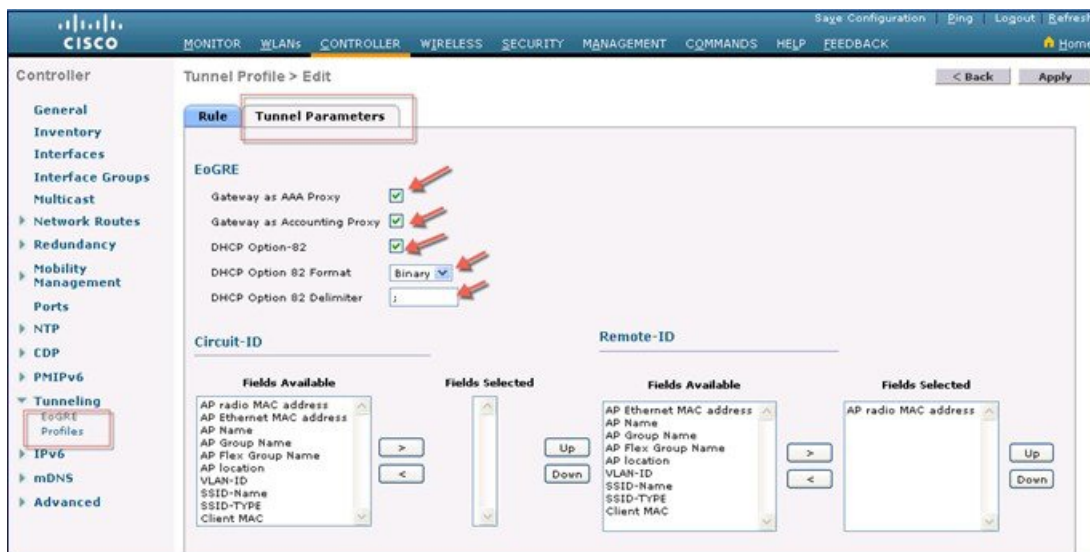 Save Configuration | Ping | Logout | Refresh
CISCO
MONITOR WLANs CONTROLLER WIRELESS SECURITY MANAGEMENT COMMANDS HELP FEEDBACK Home
Controller
Tunnel Profile > Edit
< Back
Apply
General
Inventory
Interfaces
Interface Groups
Multicast
Network Routes
Redundancy
Mobility
Management
Ports
NTP
CDP
PMIPv6
Tunneling
EoGRE
Profiles
IPv6
mDNS
Advanced
Rule
Tunnel Parameters
EoGRE
Gateway as AAA Proxy
Gateway as Accounting Proxy
DHCP Option-82
DHCP Option 82 Format Binary
DHCP Option 82 Delimiter ;
Circuit-ID
Fields Available
AP radio MAC address
AP Ethernet MAC address
AP Name
AP Group Name
AP Flex Group Name
AP location
VLAN-ID
SSID-Name
SSID-TYPE
Client MAC
>
<
Fields Selected
Up
Down
Remote-ID
Fields Available
AP Ethernet MAC address
AP Name
AP Group Name
AP Flex Group Name
AP location
VLAN-ID
SSID-Name
SSID-TYPE
Client MAC
>
<
Fields Selected
AP radio MAC address
Up
Down